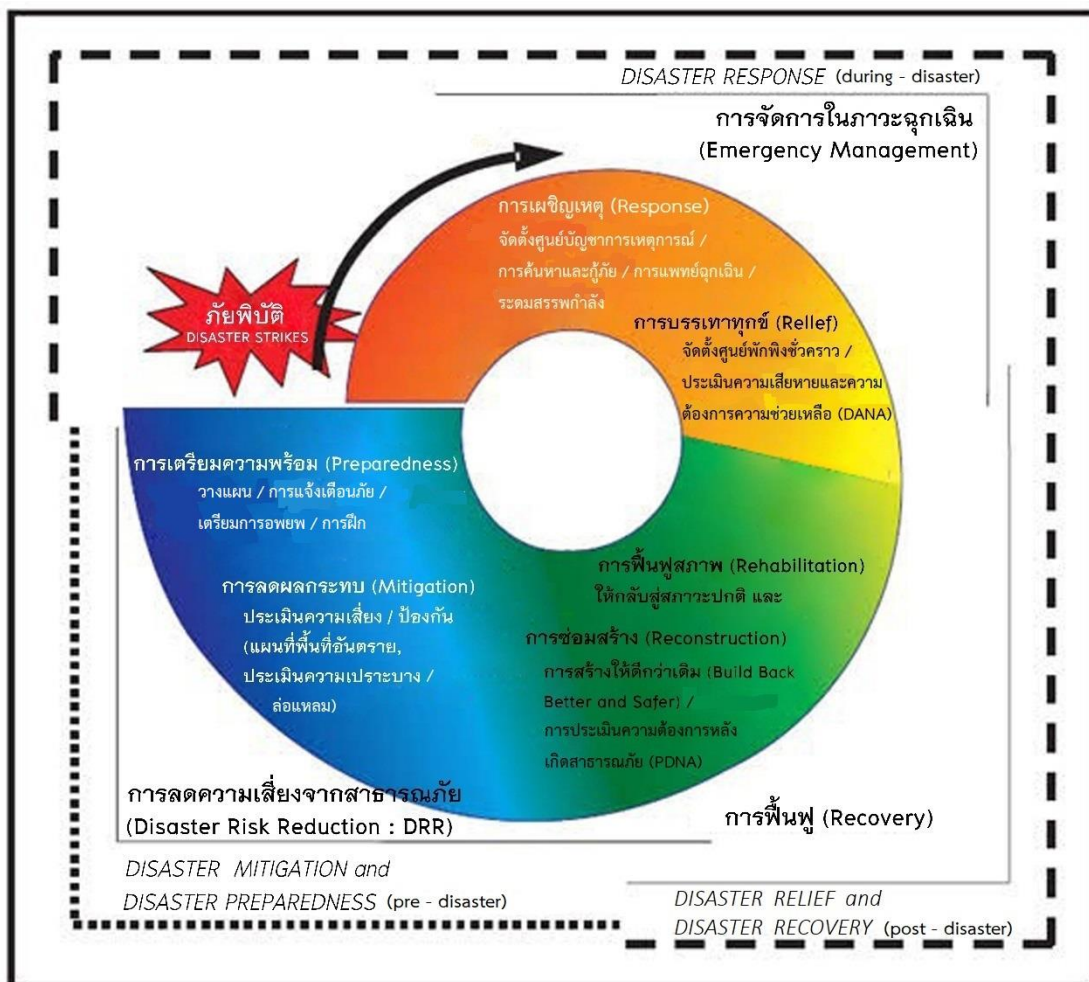 DISASTER RESPONSE (during - disaster)
การจัดการในภาวะฉุกเฉิน
(Emergency Management)
การเผชิญเหตุ (Response)
จัดตั้งศูนย์บัญชาการเหตุการณ์ /
การค้นหาและกู้ภัย / การแพทย์ฉุกเฉิน /
ระดมสรรพกำลัง
ภัยพิบัติ
DISASTER STRIKES
การบรรเทาทุกข์ (Rellef)
จัดตั้งศูนย์พักพิงชั่วคราว /
ประเมินความเสียหายและความ
ต้องการความช่วยเหลือ (DANA)
การเตรียมความพร้อม (Preparedness)
วางแผน / การแจ้งเตือนภัย /
เตรียมการอพยพ / การฝึก
การลดผลกระทบ (Mitigation)
ประเมินความเสี่ยง / ป้องกัน
(แผนที่พื้นที่อันตราย,
ประเมินความเปราะบาง /
ล่อแหลม)
การฟื้นฟูสภาพ (Rehabilitation)
ให้กลับสู่สภาวะปกติ และ
การซ่อมสร้าง (Reconstruction)
การสร้างให้ดีกว่าเดิม (Build Back
Better and Safer) /
การประเมินความต้องการหลัง
เกิดสาธารณภัย (PDNA)
การลดความเสี่ยงจากสาธารณภัย
(Disaster Risk Reduction : DRR)
การฟื้นฟู (Recovery)
DISASTER MITIGATION and
DISASTER PREPAREDNESS (pre - disaster)
DISASTER RELIEF and
DISASTER RECOVERY (post - disaster)